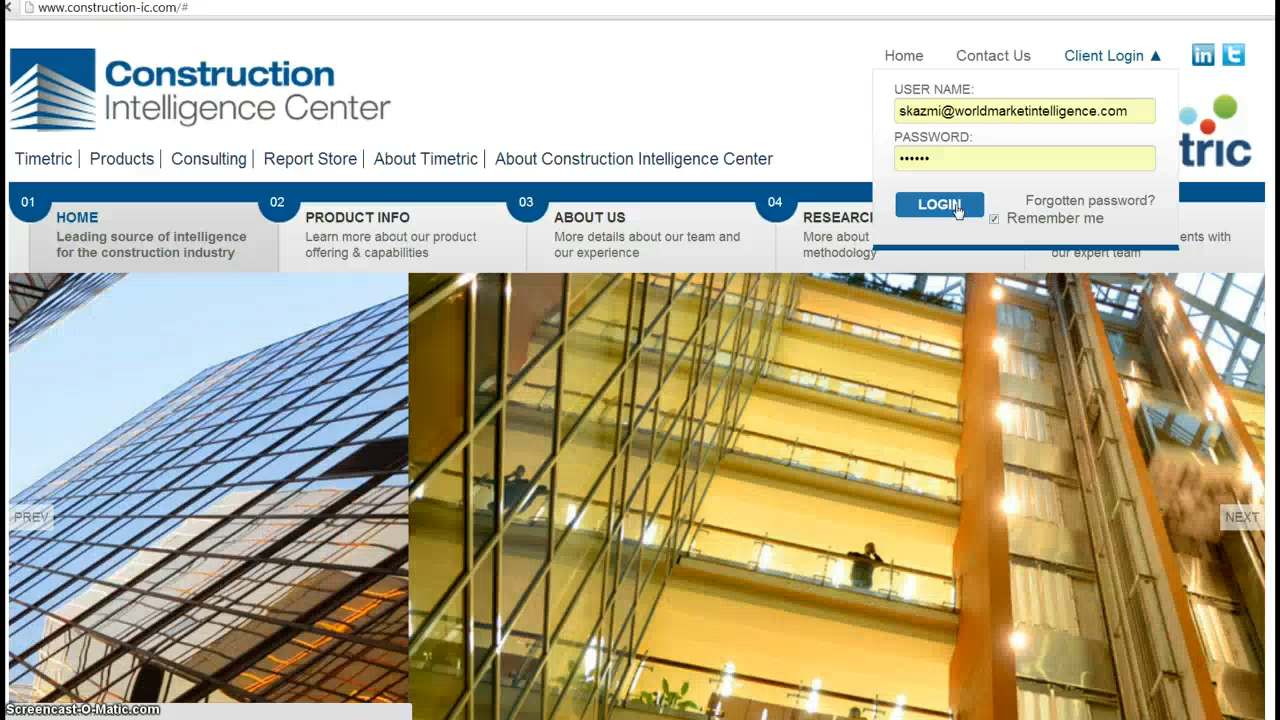 www.construction-ic.com/#
Construction
Intelligence Center
Home
Contact Us
Client Login ▲
in
t
USER NAME:
skazmi@worldmarketintelligence.com
PASSWORD:
••••••
LOGIN
Forgotten password?
Remember me
tric
Timetric
Products
Consulting
Report Store
About Timetric
About Construction Intelligence Center
01
HOME
Leading source of intelligence
for the construction industry
02
PRODUCT INFO
Learn more about our product
offering & capabilities
03
ABOUT US
More details about our team and
our experience
04
RESEARC
More about
methodology
ents with
our expert team
PREV
NEXT
Screencast-O-Matic.com